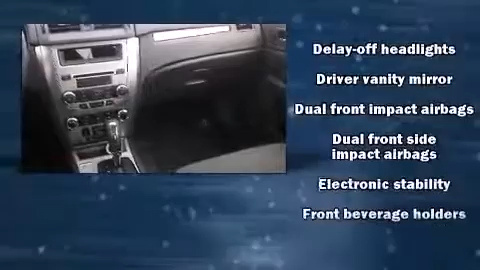 Delay-off headlights
Driver vanity mirror
Dual front impact airbags
Dual front side
impact airbags
Electronic stability
Front beverage holders